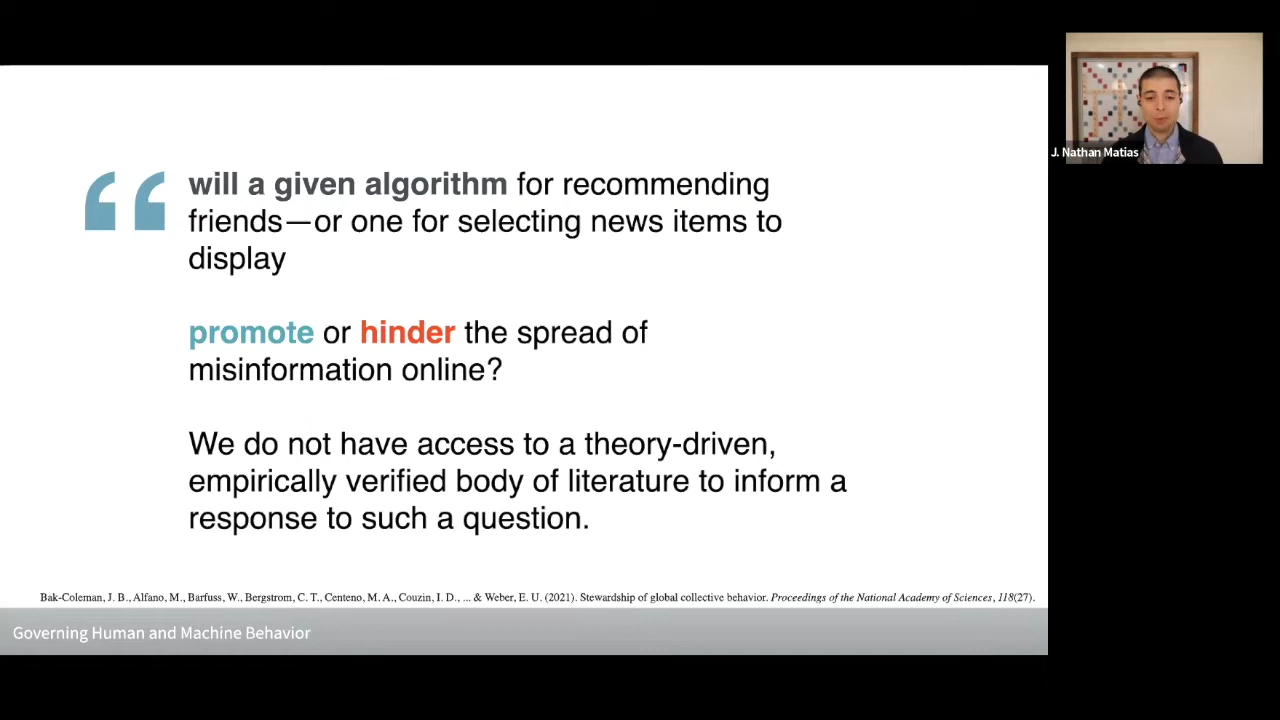 will a given algorithm for recommending
friends—or one for selecting news items to
display
promote or hinder the spread of
misinformation online?
We do not have access to a theory-driven,
empirically verified body of literature to inform a
response to such a question.
Bak-Coleman, J. B., Alfano, M., Barfuss, W., Bergstrom, C. T., Centeno, M. A., Couzin, I. D., ... & Weber, E. U. (2021). Stewardship of global collective behavior. Proceedings of the National Academy of Sciences, 118(27).
Governing Human and Machine Behavior
J. Nathan Matias